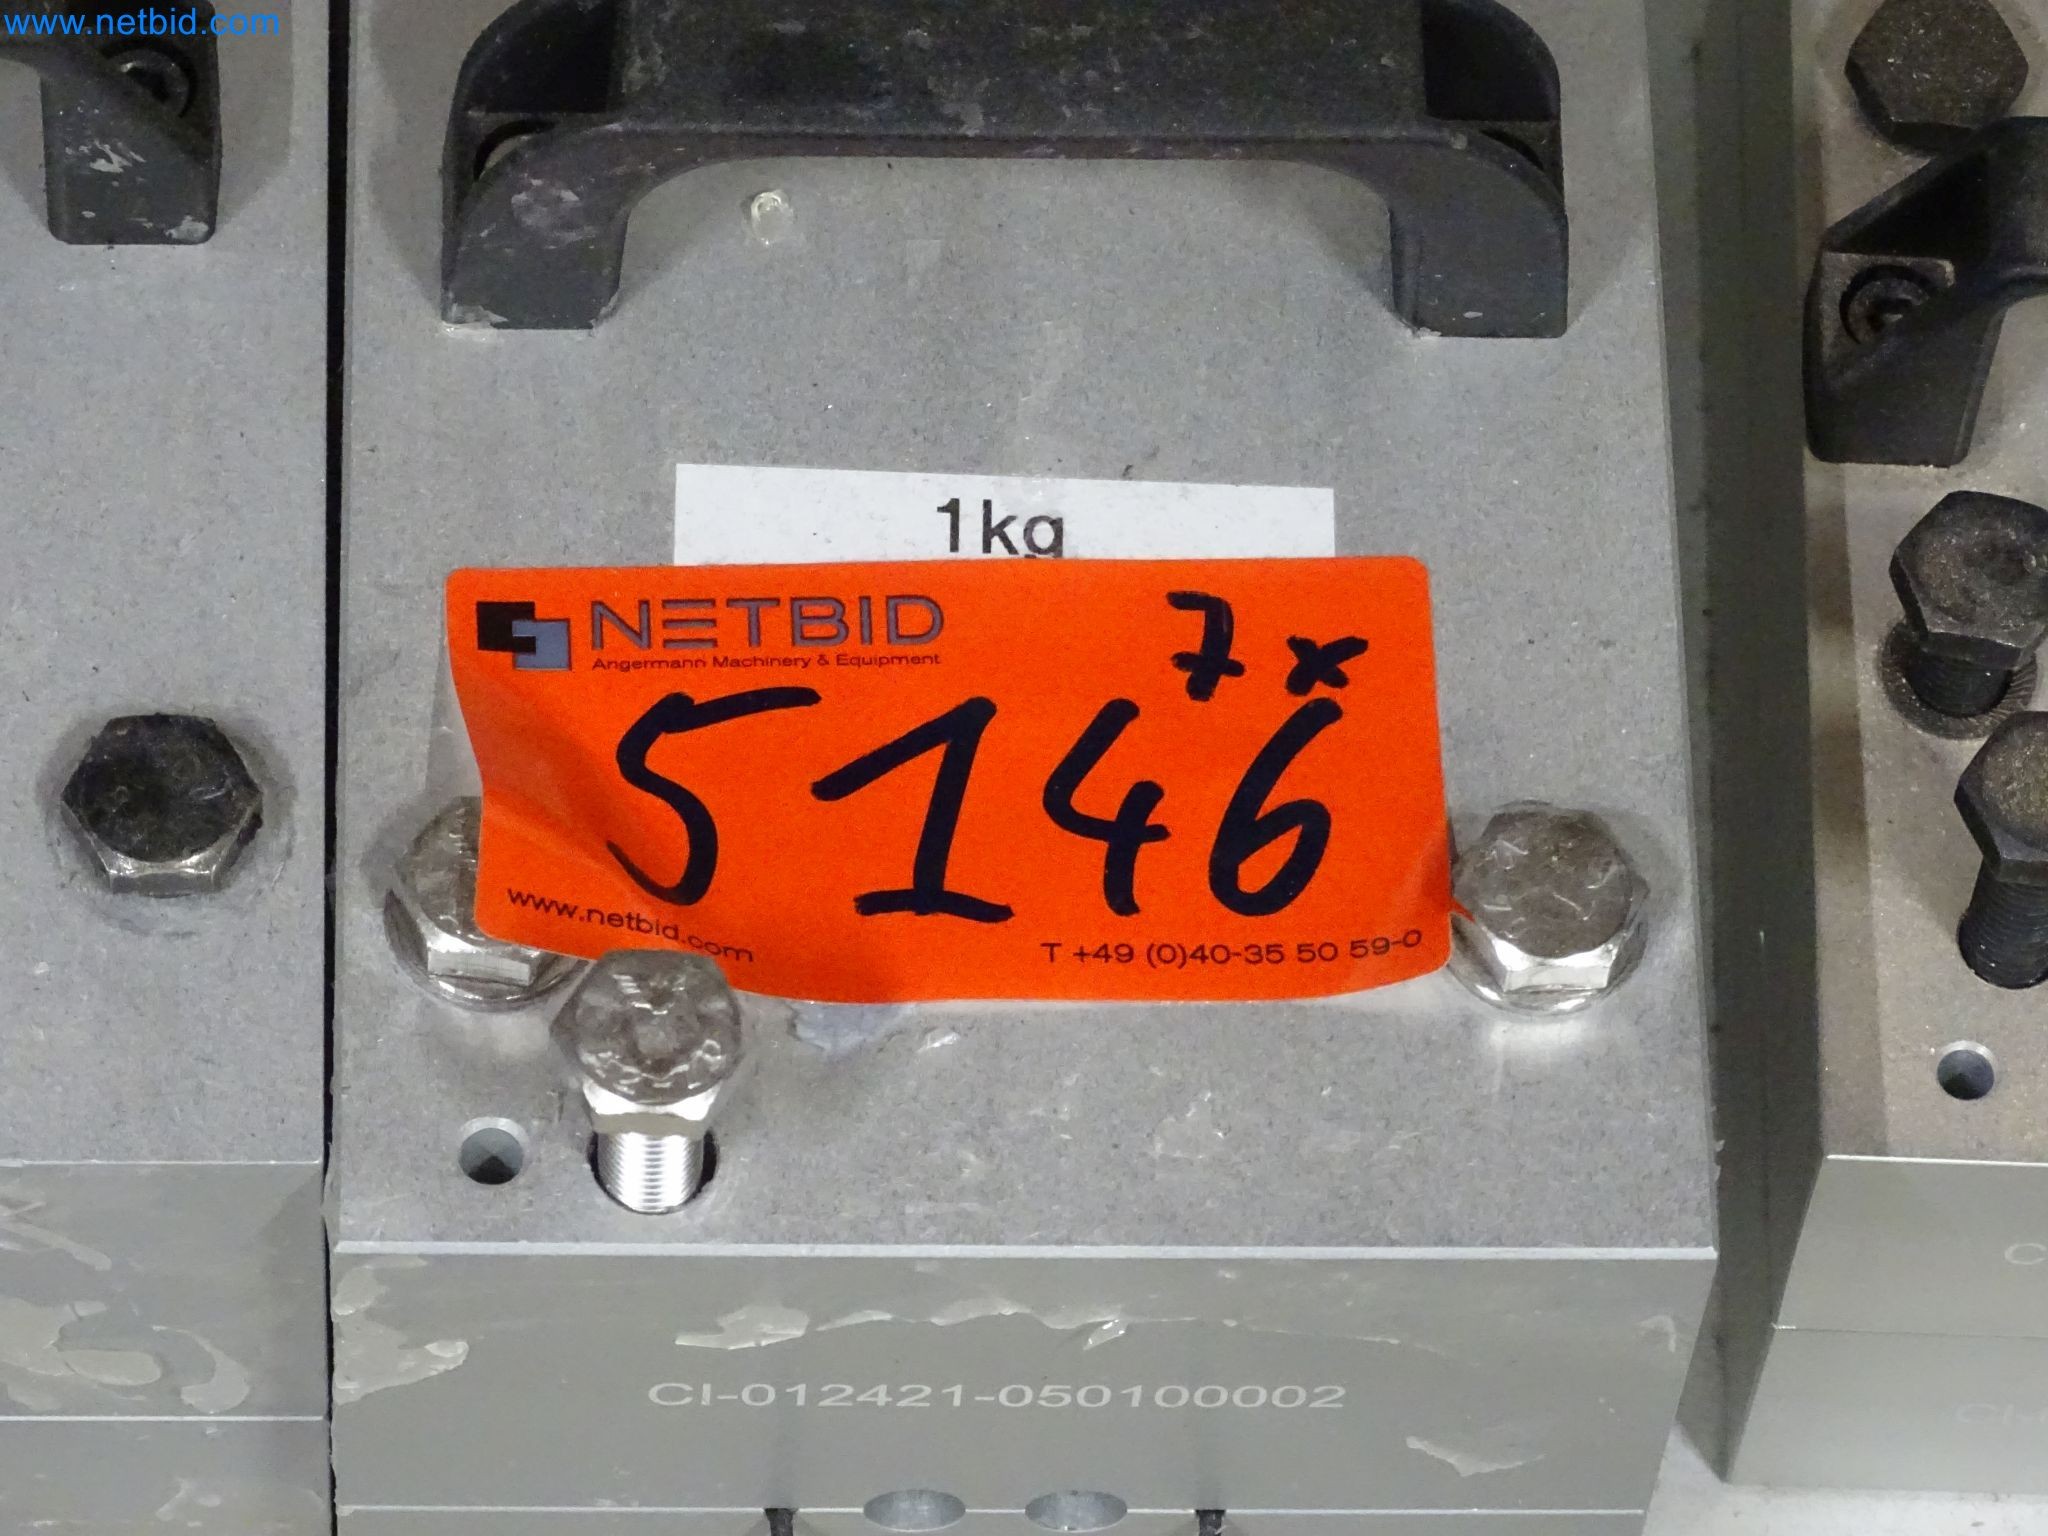 www.netbid.com
1kg
NETBID
Angermann Machinery & Equipment
7x
5146
www.netbid.com
T +49 (0)40-35 50 59-0
CI-012421-050100002